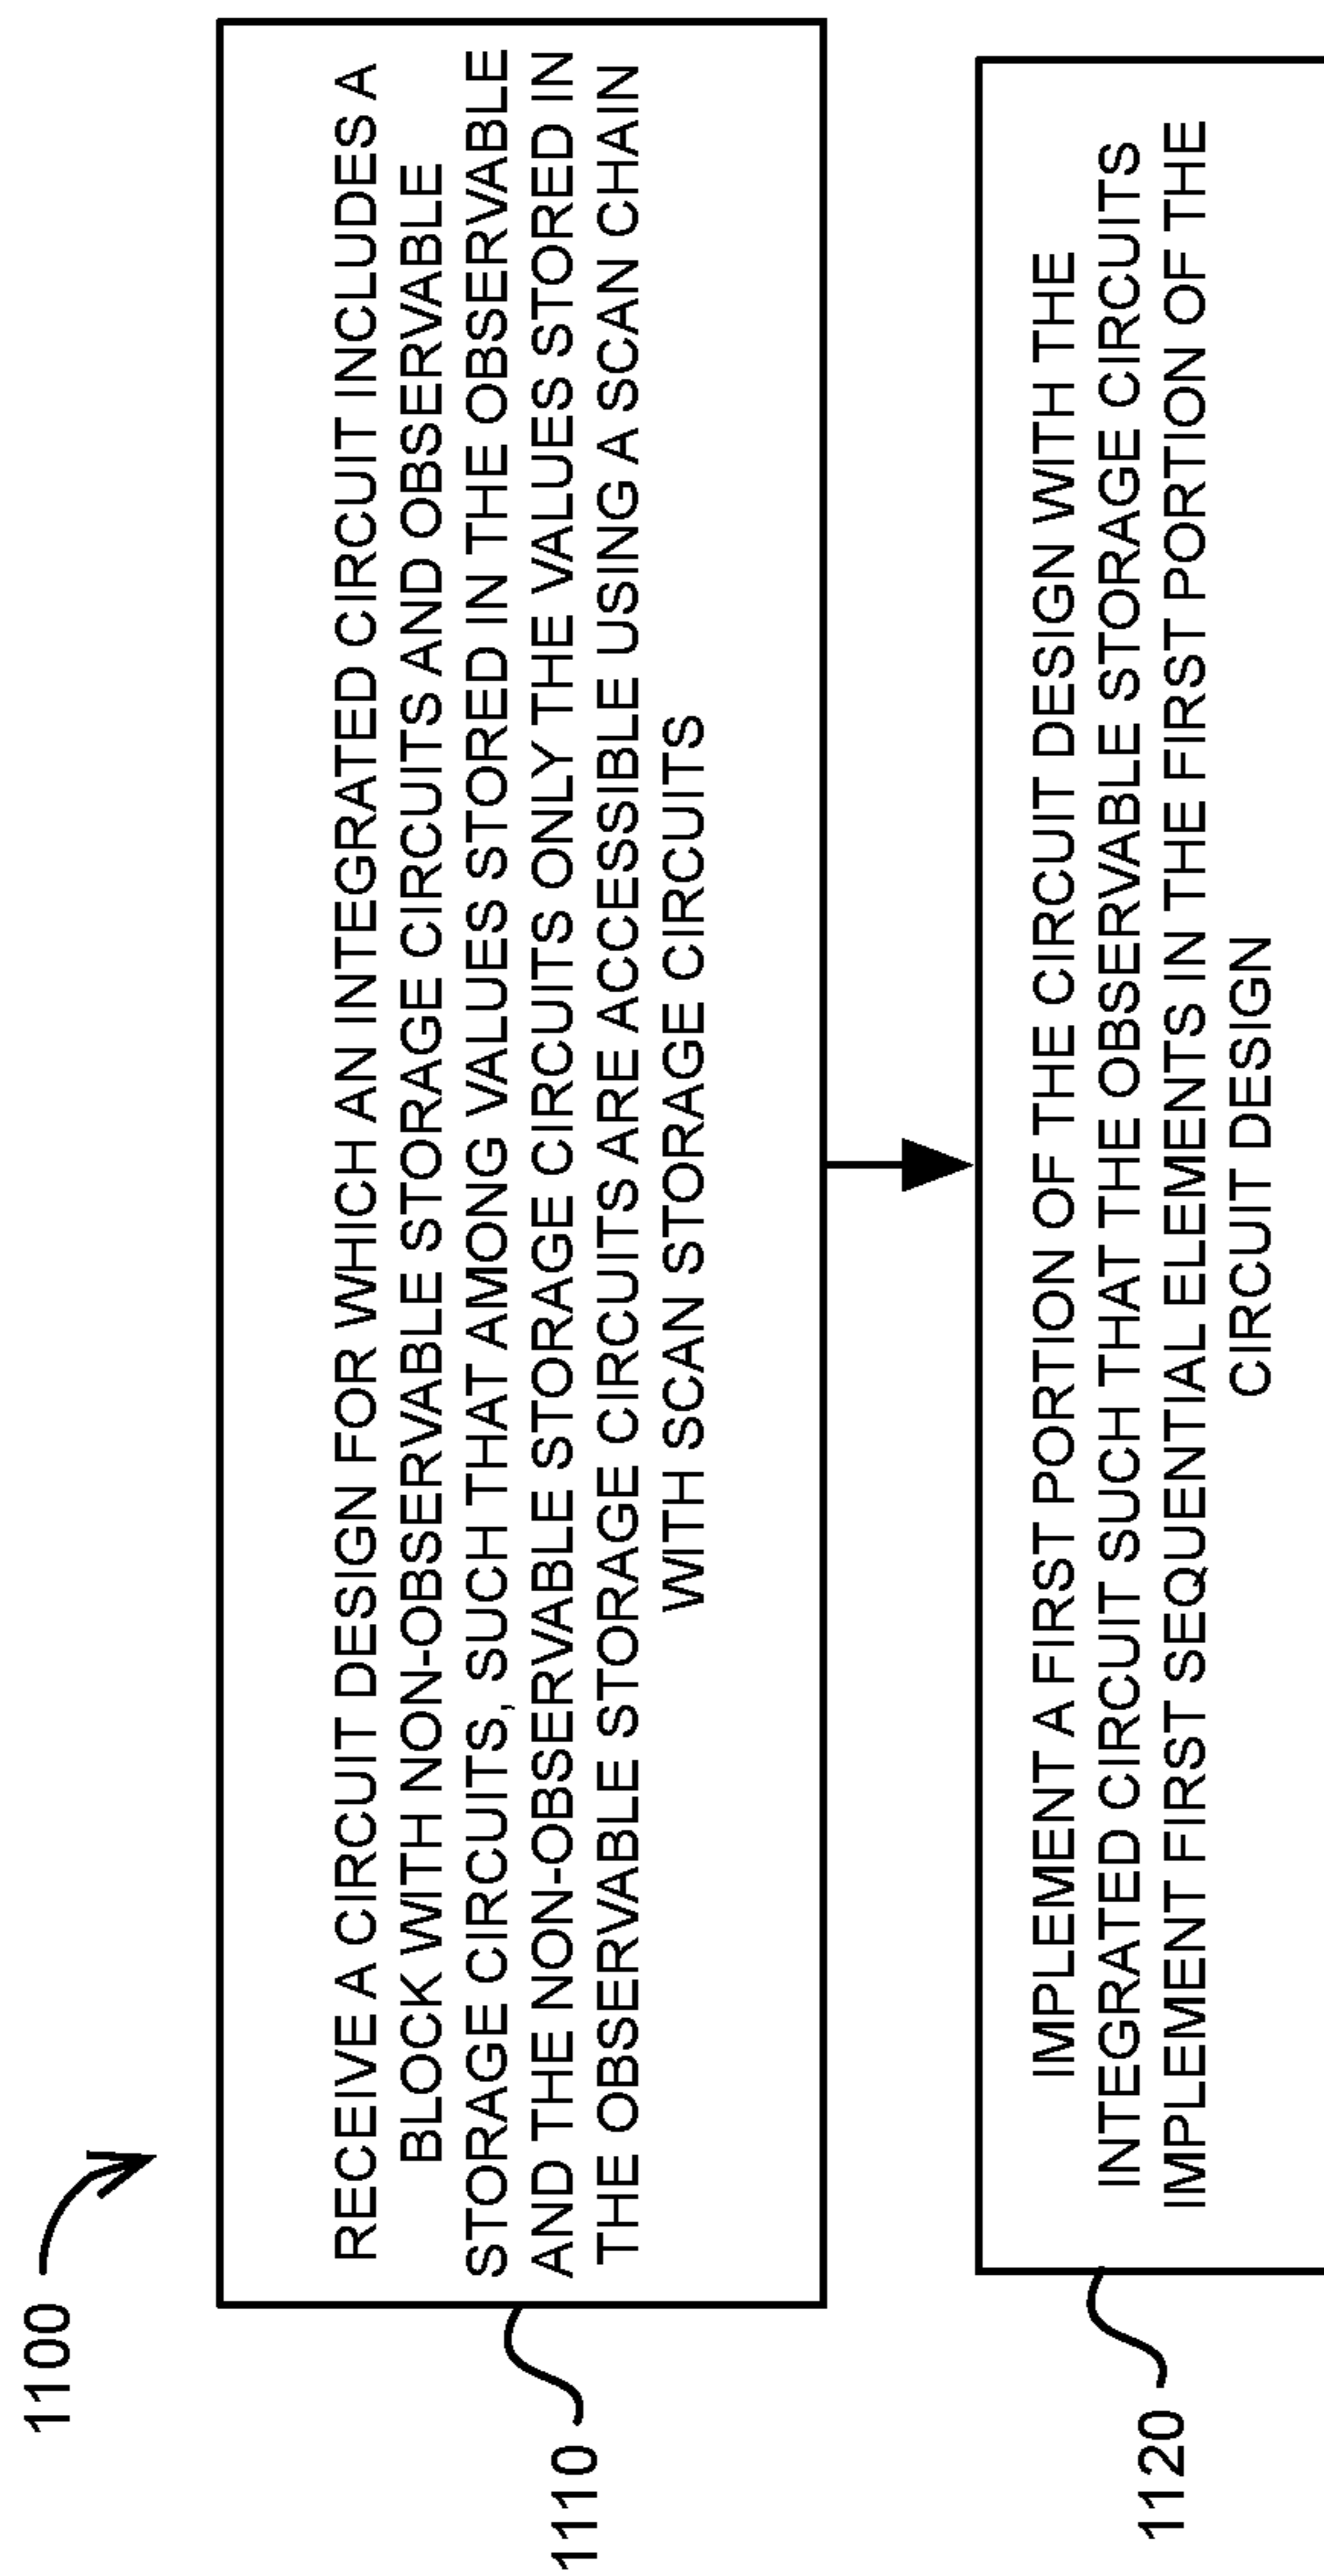 1100
RECEIVE A CIRCUIT DESIGN FOR WHICH AN INTEGRATED CIRCUIT INCLUDES A
BLOCK WITH NON-OBSERVABLE STORAGE CIRCUITS AND OBSERVABLE
STORAGE CIRCUITS, SUCH THAT AMONG VALUES STORED IN THE OBSERVABLE
AND THE NON-OBSERVABLE STORAGE CIRCUITS ONLY THE VALUES STORED IN
THE OBSERVABLE STORAGE CIRCUITS ARE ACCESSIBLE USING A SCAN CHAIN
WITH SCAN STORAGE CIRCUITS
1110
IMPLEMENT A FIRST PORTION OF THE CIRCUIT DESIGN WITH THE
INTEGRATED CIRCUIT SUCH THAT THE OBSERVABLE STORAGE CIRCUITS
IMPLEMENT FIRST SEQUENTIAL ELEMENTS IN THE FIRST PORTION OF THE
CIRCUIT DESIGN
1120